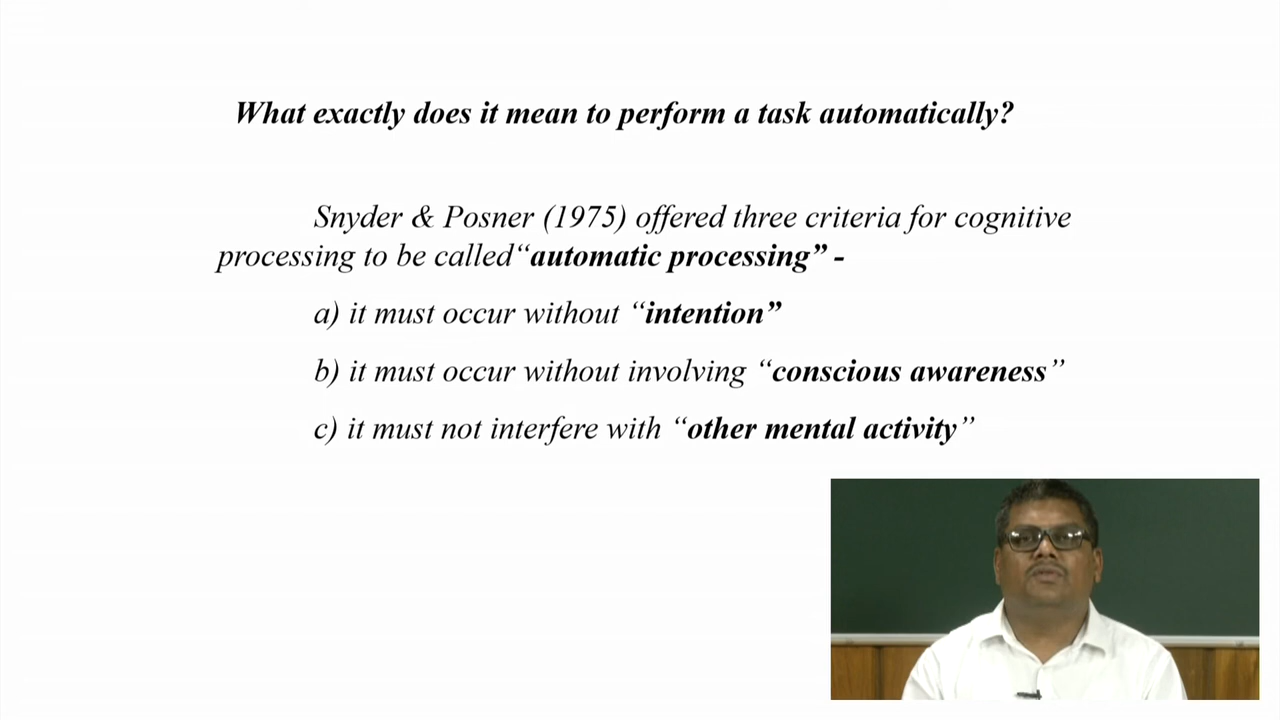 What exactly does it mean to perform a task automatically?
Snyder & Posner (1975) offered three criteria for cognitive
processing to be called“automatic processing” -
a) it must occur without “intention”
b) it must occur without involving “conscious awareness”
c) it must not interfere with “other mental activity”